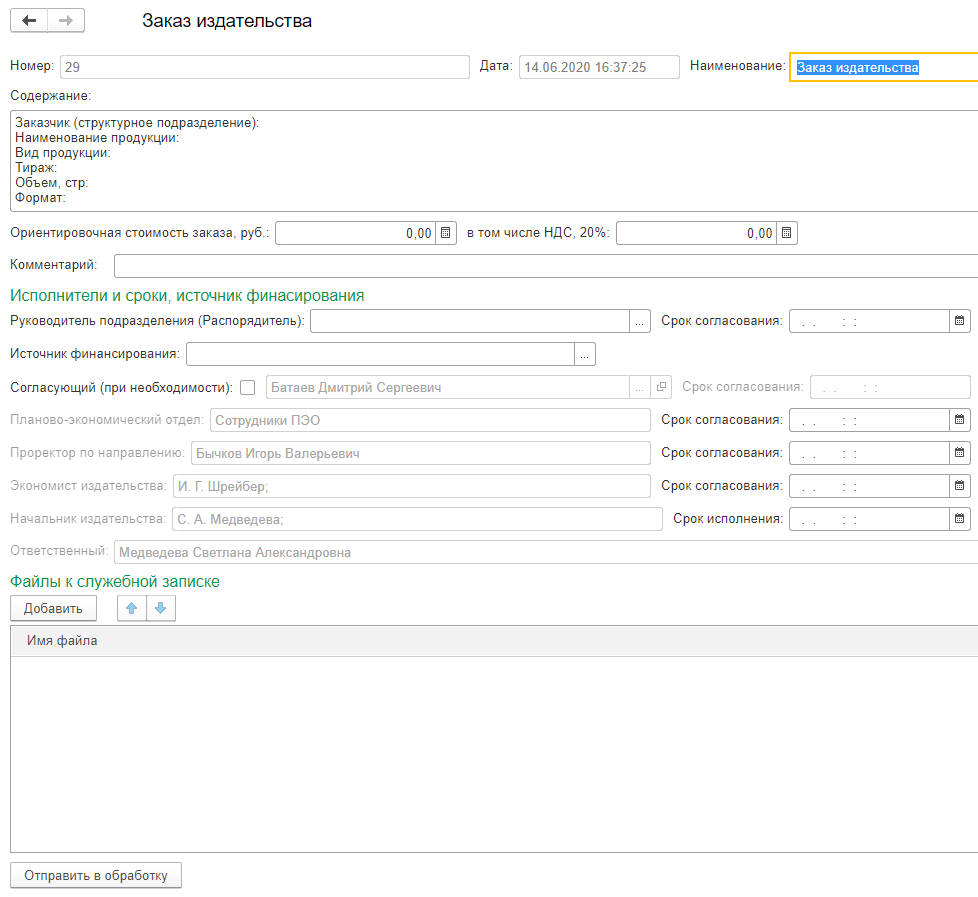 Заказ издательства
Номер: 29 Дата: 14.06.2020 16:37:25 Наименование: Заказ издательства
Содержание:
Заказчик (структурное подразделение):
Наименование продукции:
Вид продукции:
Тираж:
Объем, стр:
Формат:
Ориентировочная стоимость заказа, руб.: 0,00 в том числе НДС, 20%: 0,00
Комментарий:
Исполнители и сроки, источник финасирования
Руководитель подразделения (Распорядитель): ... Срок согласования: . . : :
Источник финансирования: ...
Согласующий (при необходимости): Батаев Дмитрий Сергеевич ... Срок согласования: . . : :
Планово-экономический отдел: Сотрудники ПЭО Срок согласования: . . : :
Проректор по направлению: Бычков Игорь Валерьевич Срок согласования: . . : :
Экономист издательства: И. Г. Шрейбер; Срок согласования: . . : :
Начальник издательства: С. А. Медведева; Срок исполнения: . . : :
Ответственный: Медведева Светлана Александровна
Файлы к служебной записке
Добавить
Имя файла
Отправить в обработку